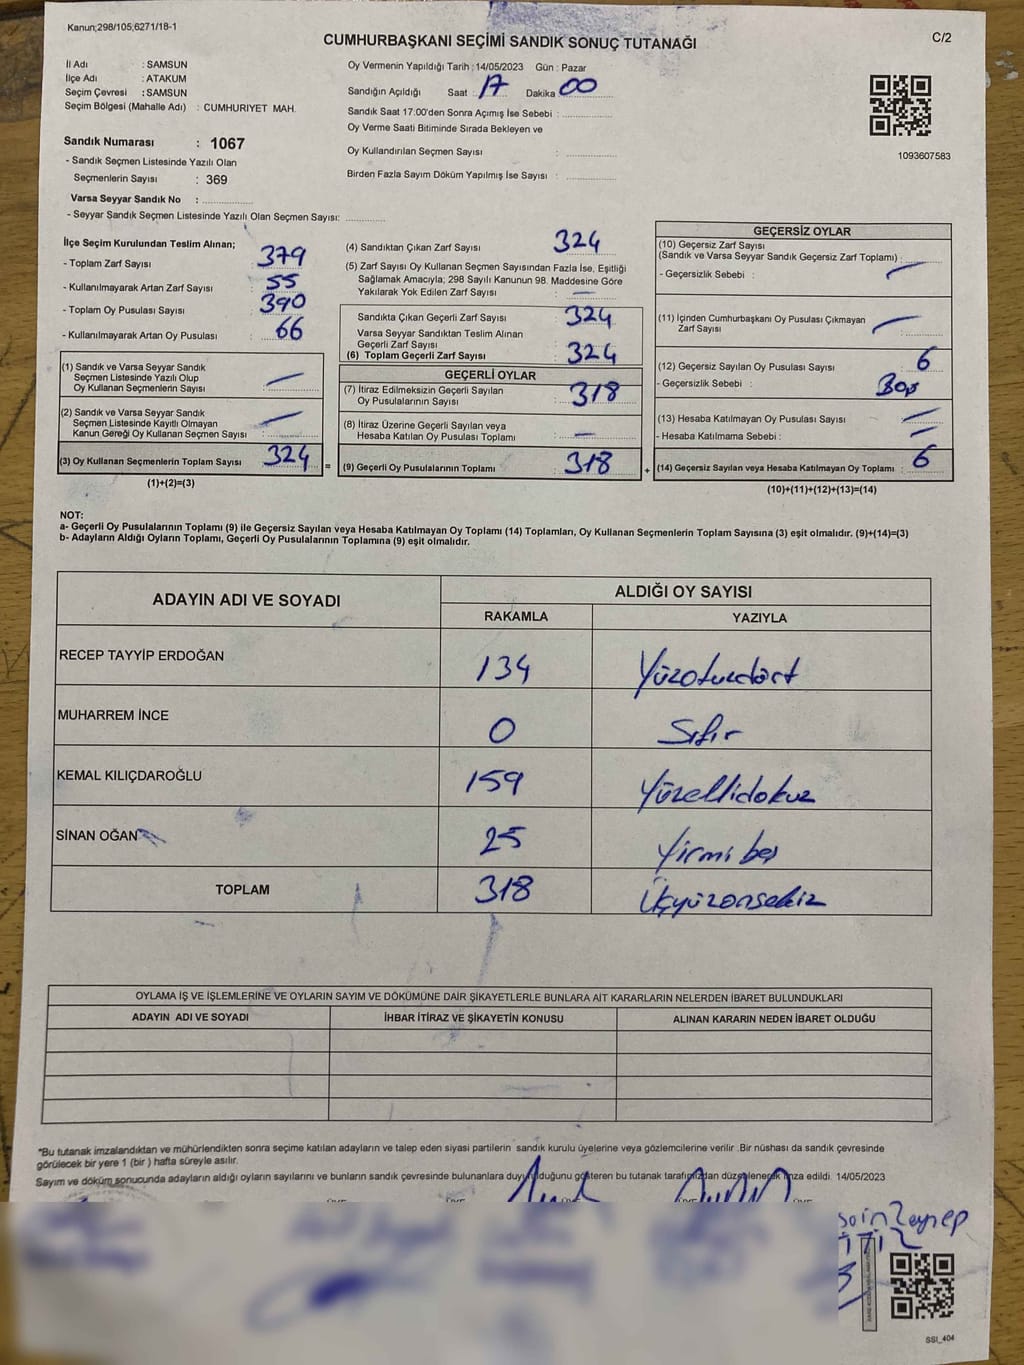 Kanun;298/105,6271/18-1
CUMHURBAŞKANI SEÇİMİ SANDIK SONUÇ TUTANAĞI
C/2
İl Adı : SAMSUN
İlçe Adı : ATAKUM
Seçim Çevresi : SAMSUN
Seçim Bölgesi (Mahalle Adı) : CUMHURIYET MAH.
Oy Vermenin Yapıldığı Tarih : 14/05/2023 Gün : Pazar
Sandığın Açıldığı Saat : 17 Dakika 00
Sandık Saat 17:00'den Sonra Açımış İse Sebebi :
Oy Verme Saati Bitiminde Sırada Bekleyen ve
Oy Kullandırılan Seçmen Sayısı :
Birden Fazla Sayım Döküm Yapılmış İse Sayısı :
1093607583
Sandık Numarası : 1067
- Sandık Seçmen Listesinde Yazılı Olan
Seçmenlerin Sayısı : 369
Varsa Seyyar Sandık No :
- Seyyar Sandık Seçmen Listesinde Yazılı Olan Seçmen Sayısı:
İlçe Seçim Kurulundan Teslim Alınan;
- Toplam Zarf Sayısı : 379
- Kullanılmayarak Artan Zarf Sayısı : 55
- Toplam Oy Pusulası Sayısı : 390
- Kullanılmayarak Artan Oy Pusulası : 66
(1) Sandık ve Varsa Seyyar Sandık
Seçmen Listesinde Yazılı Olup
Oy Kullanan Seçmenlerin Sayısı : —
(2) Sandık ve Varsa Seyyar Sandık
Seçmen Listesinde Kayıtlı Olmayan
Kanun Gereği Oy Kullanan Seçmen Sayısı : —
(3) Oy Kullanan Seçmenlerin Toplam Sayısı : 324
(1)+(2)=(3)
=
(4) Sandıktan Çıkan Zarf Sayısı : 324
(5) Zarf Sayısı Oy Kullanan Seçmen Sayısından Fazla İse, Eşitliği
Sağlamak Amacıyla; 298 Sayılı Kanunun 98. Maddesine Göre
Yakılarak Yok Edilen Zarf Sayısı : —
Sandıkta Çıkan Geçerli Zarf Sayısı : 324
Varsa Seyyar Sandıktan Teslim Alınan
Geçerli Zarf Sayısı :
(6) Toplam Geçerli Zarf Sayısı : 324
GEÇERLİ OYLAR
(7) İtiraz Edilmeksizin Geçerli Sayılan
Oy Pusulalarının Sayısı : 318
(8) İtiraz Üzerine Geçerli Sayılan veya
Hesaba Katılan Oy Pusulası Toplamı : —
(9) Geçerli Oy Pusulalarının Toplamı : 318
+
GEÇERSİZ OYLAR
(10) Geçersiz Zarf Sayısı
(Sandık ve Varsa Seyyar Sandık Geçersiz Zarf Toplamı) :
- Geçersizlik Sebebi : —
(11) İçinden Cumhurbaşkanı Oy Pusulası Çıkmayan
Zarf Sayısı : —
(12) Geçersiz Sayılan Oy Pusulası Sayısı : 6
- Geçersizlik Sebebi : Boş
(13) Hesaba Katılmayan Oy Pusulası Sayısı : —
- Hesaba Katılmama Sebebi : —
(14) Geçersiz Sayılan veya Hesaba Katılmayan Oy Toplamı : 6
(10)+(11)+(12)+(13)=(14)
NOT:
a- Geçerli Oy Pusulalarının Toplamı (9) ile Geçersiz Sayılan veya Hesaba Katılmayan Oy Toplamı (14) Toplamları, Oy Kullanan Seçmenlerin Toplam Sayısına (3) eşit olmalıdır. (9)+(14)=(3)
b- Adayların Aldığı Oyların Toplamı, Geçerli Oy Pusulalarının Toplamına (9) eşit olmalıdır.
ADAYIN ADI VE SOYADI ALDIĞI OY SAYISI
RAKAMLA YAZIYLA
RECEP TAYYİP ERDOĞAN 134 Yüzotuzdört
MUHARREM İNCE 0 Sıfır
KEMAL KILIÇDAROĞLU 159 Yüzellidokuz
SİNAN OĞAN 25 Yirmi beş
TOPLAM 318 Üçyüzonsekiz
OYLAMA İŞ VE İŞLEMLERINE VE OYLARIN SAYIM VE DÖKÜMÜNE DAİR ŞİKAYETLERLE BUNLARA AİT KARARLARIN NELERDEN İBARET BULUNDUKLARI
ADAYIN ADI VE SOYADI İHBAR İTİRAZ VE ŞİKAYETİN KONUSU ALINAN KARARIN NEDEN İBARET OLDUĞU
"Bu tutanak imzalandıktan ve mühürlendikten sonra seçime katılan adayların ve talep eden siyasi partilerin sandık kurulu üyelerine veya gözlemcilerine verilir .Bir nüshası da sandık çevresinde
görülecek bir yere 1 (bir ) hafta süreyle asılır.
Sayım ve döküm sonucunda adayların aldığı oyların sayılarını ve bunların sandık çevresinde bulunanlara duyurulduğunu gösteren bu tutanak tarafımızdan düzenlenerek imza edildi. 14/05/2023
Zeynep
SSI_404